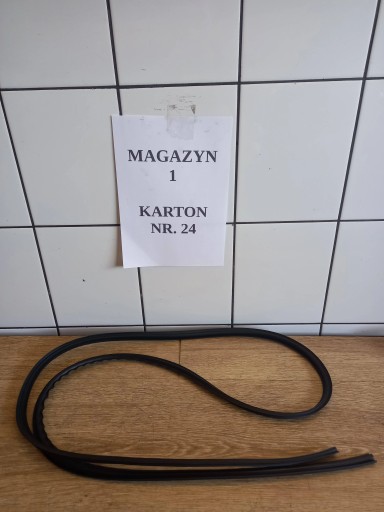 MAGAZYN
1
KARTON
NR. 24